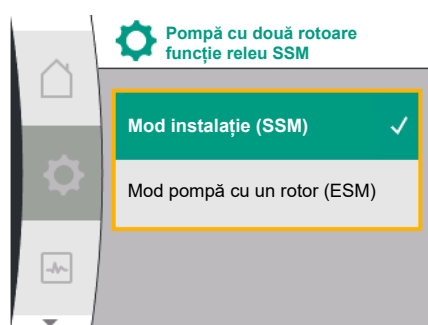 Pompă cu două rotoare
funcție releu SSM
Mod instalație (SSM)
Mod pompă cu un rotor (ESM)